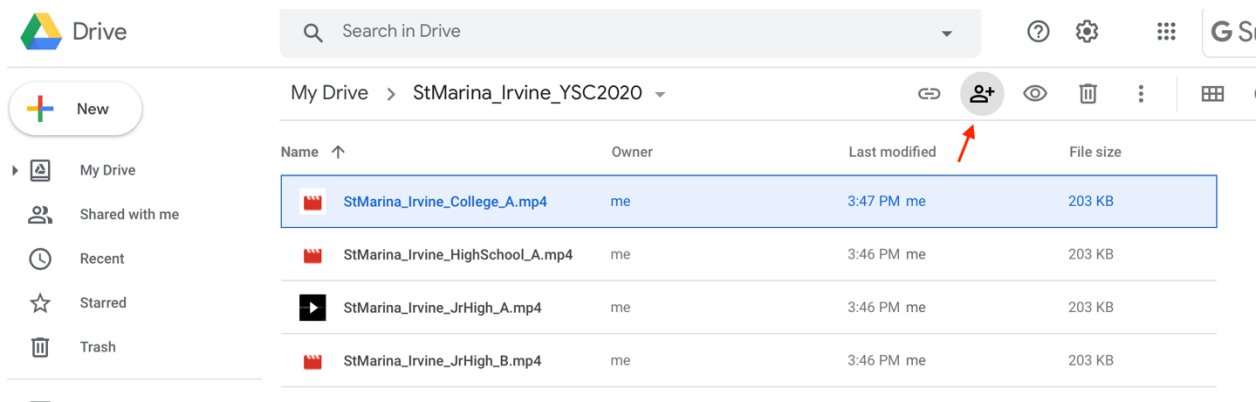 Drive
Search in Drive
G
New
My Drive > StMarina_Irvine_YSC2020
Name Owner Last modified File size
My Drive
Shared with me
Recent
Starred
Trash
StMarina_Irvine_College_A.mp4 me 3:47 PM me 203 KB
StMarina_Irvine_HighSchool_A.mp4 me 3:46 PM me 203 KB
StMarina_Irvine_JrHigh_A.mp4 me 3:46 PM me 203 KB
StMarina_Irvine_JrHigh_B.mp4 me 3:46 PM me 203 KB